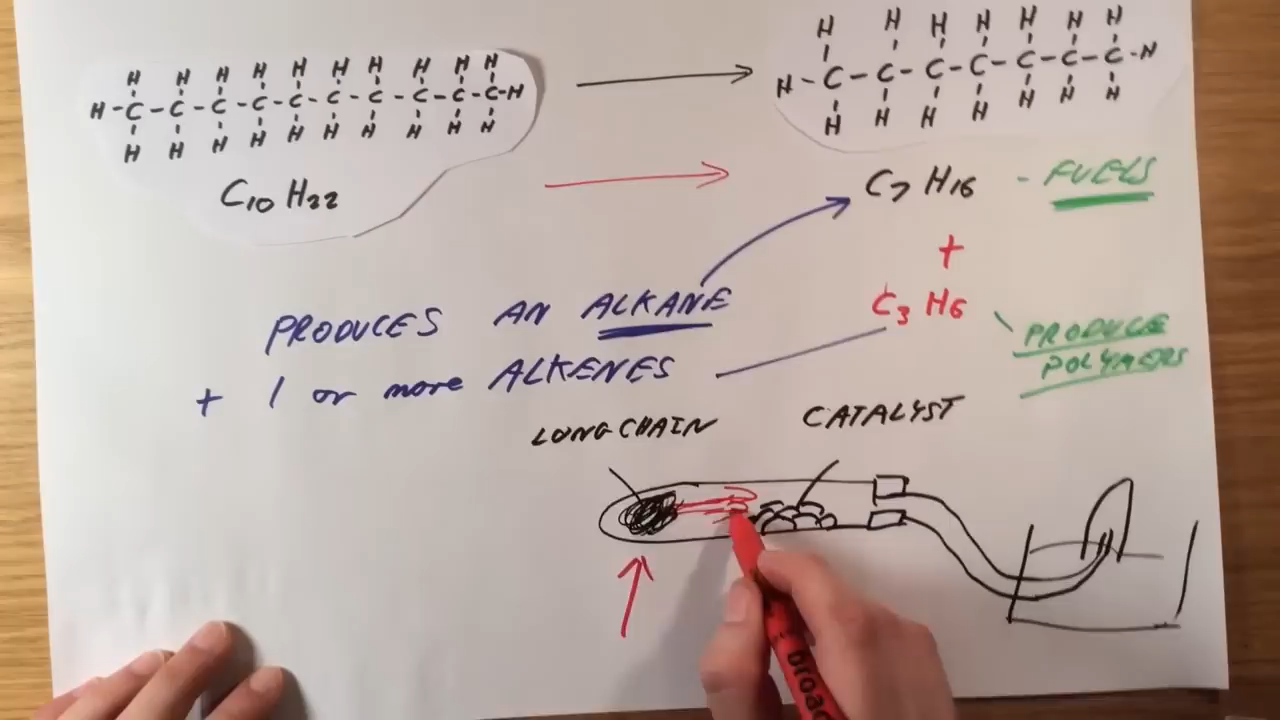 H H H H H H H H H H
H-C-C-C-C-C-C-C-C-C-C-H
H H H H H H H H H H
C10 H22
H H H H H H H
H-C-C-C-C-C-C-C-H
H H H H H H H
C7 H16 - FUELS
+
C3 H6
PRODUCE
POLYMERS
PRODUCES AN ALKANE
+ 1 or more ALKENES
LONG CHAIN
CATALYST